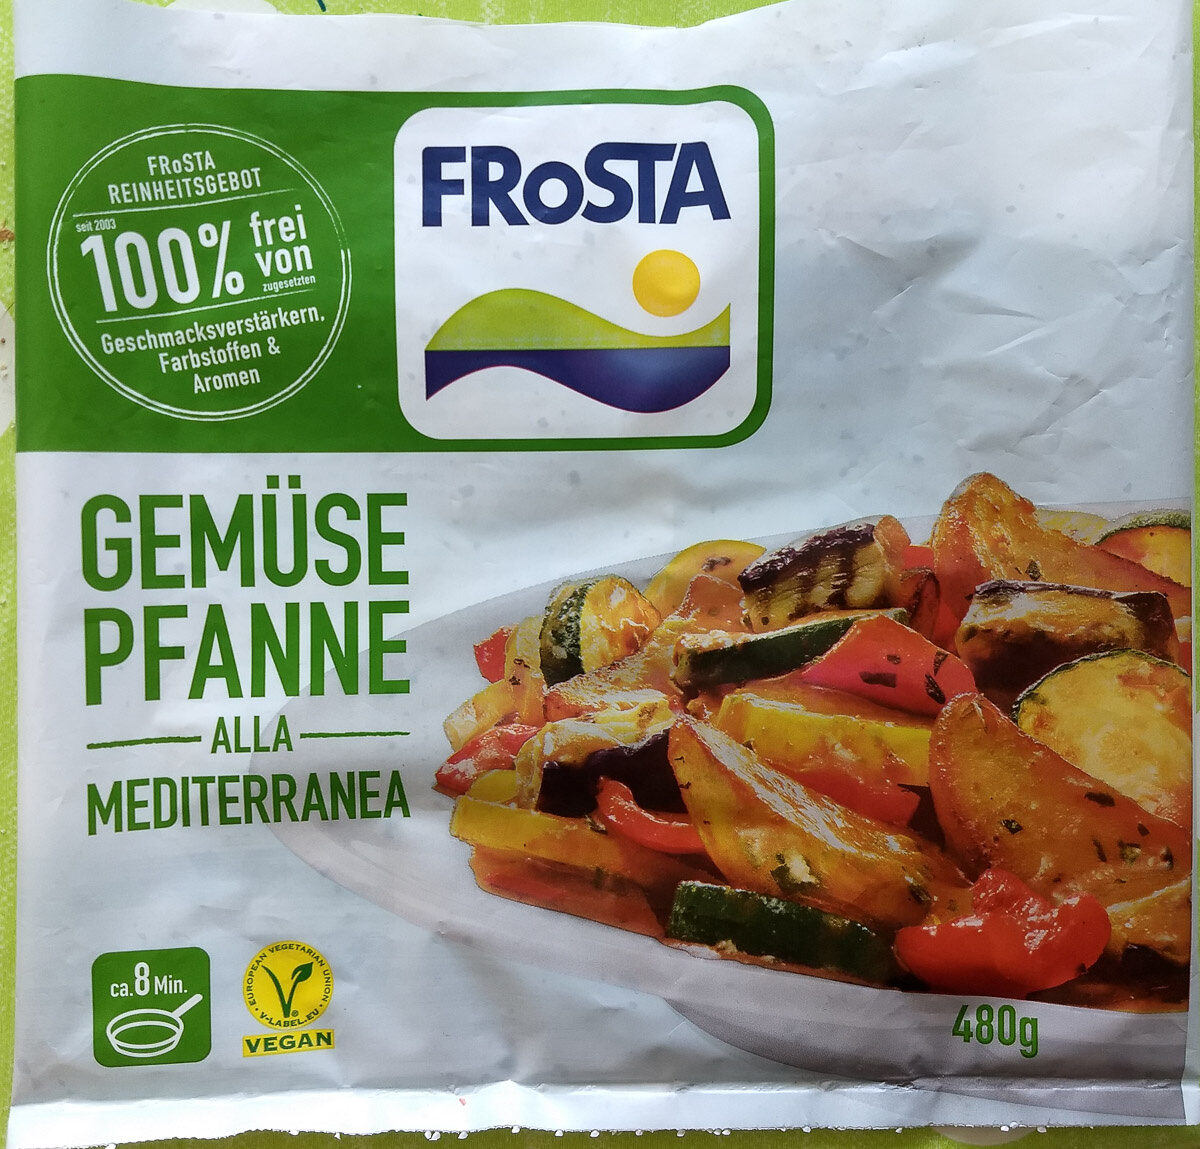 FRoSTA
REINHEITSGEBOT
seit 2003
100% frei
von
zugesetzten
Geschmacksverstärkern,
Farbstoffen &
Aromen
FRoSTA
GEMÜSE
PFANNE
ALLA
MEDITERRANEA
ca. 8 Min.
EUROPEAN VEGETARIAN UNION
V-LABEL.EU
VEGAN
480g